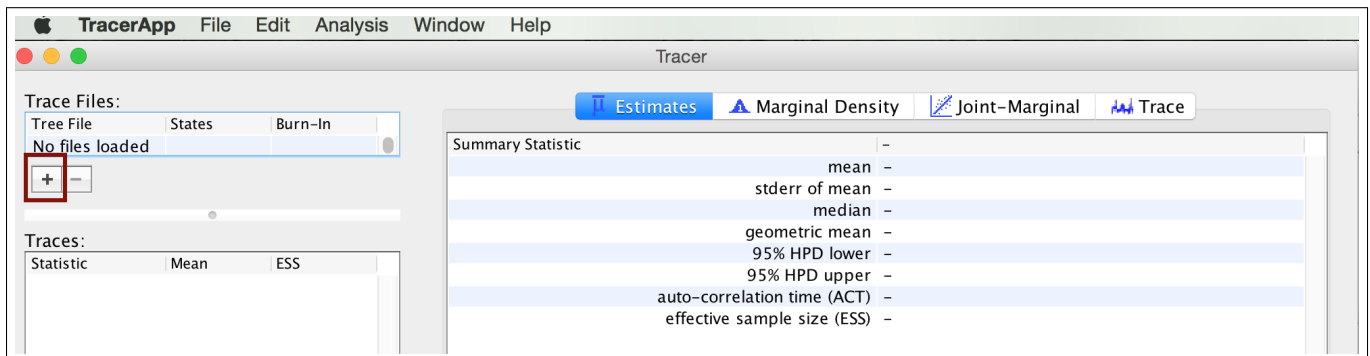 TracerApp File Edit Analysis Window Help
Tracer
Trace Files:
Tree File States Burn-In
No files loaded
+ -
Traces:
Statistic Mean ESS
μ Estimates Marginal Density Joint-Marginal Trace
Summary Statistic -
mean -
stderr of mean -
median -
geometric mean -
95% HPD lower -
95% HPD upper -
auto-correlation time (ACT) -
effective sample size (ESS) -